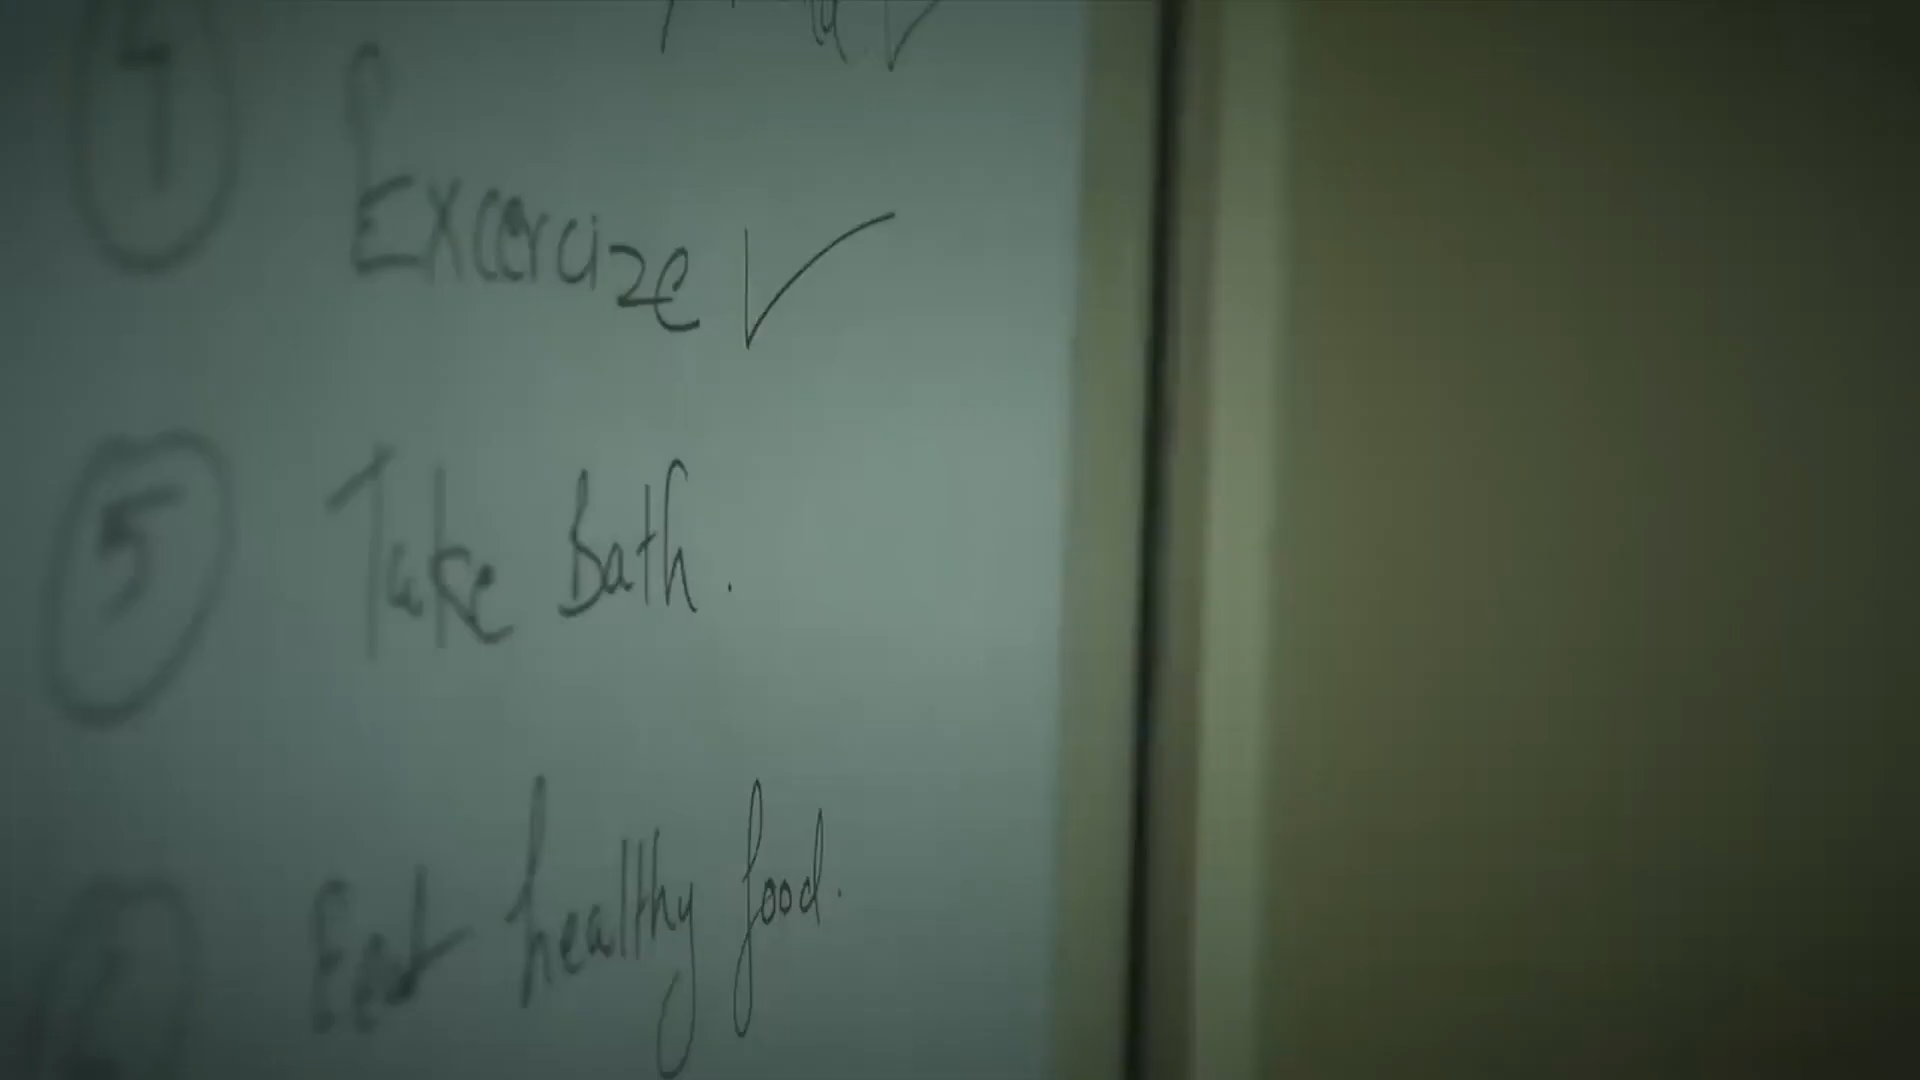 4 Excercize ✓
5 Take Bath.
Eat healthy food.